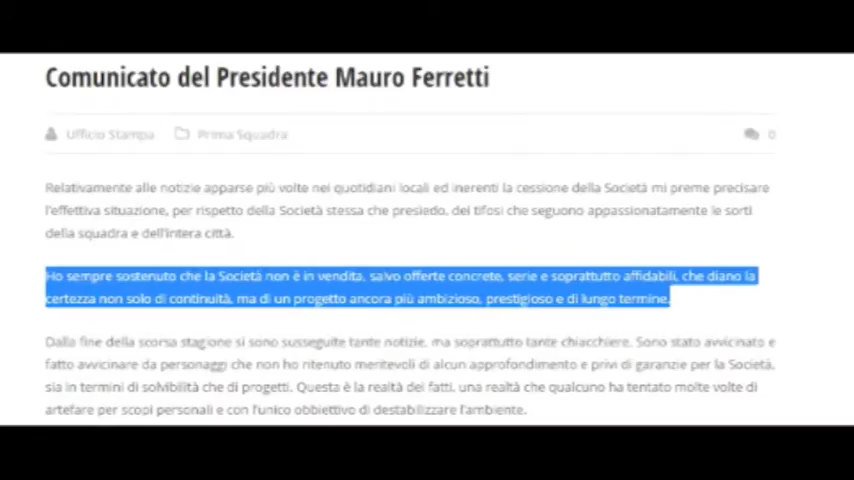 Comunicato del Presidente Mauro Ferretti
Ufficio Stampa Prima Squadra 0
Relativamente alle notizie apparse più volte nei quotidiani locali ed inerenti la cessione della Società mi preme precisare
l'effettiva situazione, per rispetto della Società stessa che presiedo, dei tifosi che seguono appassionatamente le sorti
della squadra e dell'intera città.
Ho sempre sostenuto che la Società non è in vendita, salvo offerte concrete, serie e soprattutto affidabili, che diano la
certezza non solo di continuità, ma di un progetto ancora più ambizioso, prestigioso e di lungo termine.
Dalla fine della scorsa stagione si sono susseguite tante notizie, ma soprattutto tante chiacchiere. Sono stato avvicinato e
fatto avvicinare da personaggi che non ho ritenuto meritevoli di alcun approfondimento e privi di garanzie per la Società,
sia in termini di solvibilità che di progetti. Questa è la realtà dei fatti, una realtà che qualcuno ha tentato molte volte di
artefare per scopi personali e con l'unico obbiettivo di destabilizzare l'ambiente.